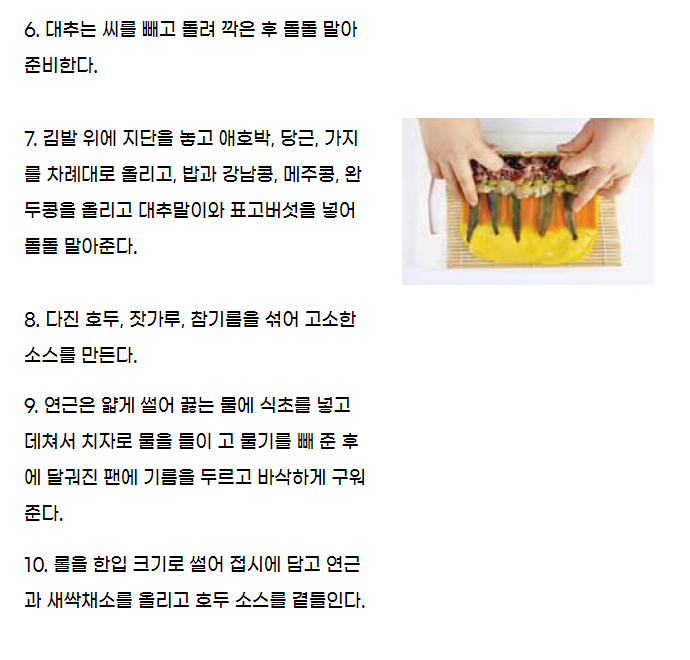 6. 대추는 씨를 빼고 돌려 깍은 후 돌돌 말아
준비한다.
7. 김발 위에 지단을 놓고 애호박, 당근, 가지
를 차례대로 올리고, 밥과 강남콩, 메주콩, 완
두콩을 올리고 대추말이와 표고버섯을 넣어
돌돌 말아준다.
8. 다진 호두, 잣가루, 참기름을 섞어 고소한
소스를 만든다.
9. 연근은 얇게 썰어 끓는 물에 식초를 넣고
데쳐서 치자로 물을 들이 고 물기를 빼 준 후
에 달궈진 팬에 기름을 두르고 바삭하게 구워
준다.
10. 롤을 한입 크기로 썰어 접시에 담고 연근
과 새싹채소를 올리고 호두 소스를 곁들인다.